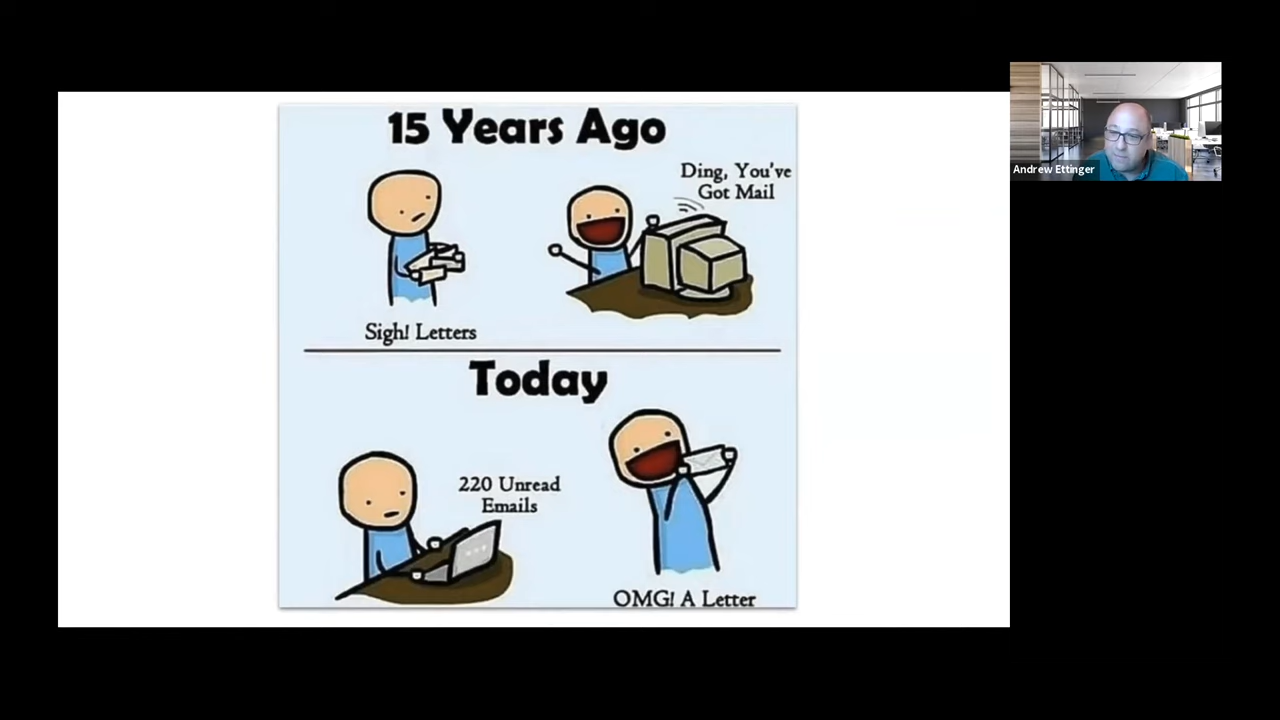 15 Years Ago
Ding, You've
Got Mail
Sigh! Letters
Today
220 Unread
Emails
OMG! A Letter
Andrew Ettinger